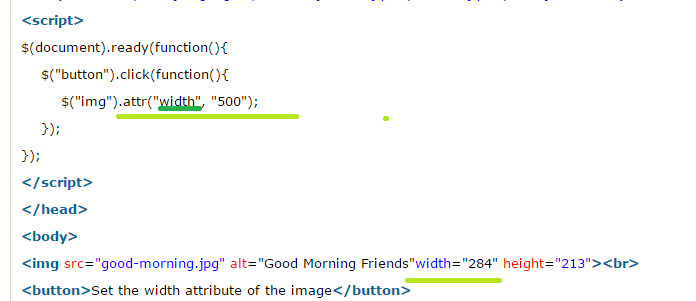 <script>
$(document).ready(function(){
$("button").click(function(){
$("img").attr("width", "500");
});
});
</script>
</head>
<body>
<img src="good-morning.jpg" alt="Good Morning Friends"width="284" height="213"><br>
<button>Set the width attribute of the image</button>